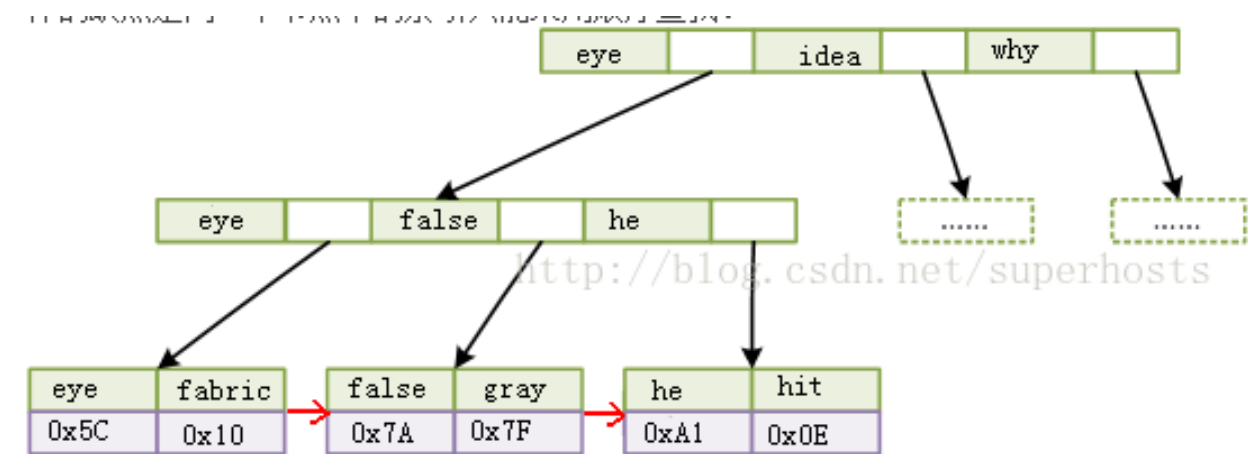 eye idea why
eye false he
...... ......
http://blog.csdn.net/superhosts
eye fabric false gray he hit
0x5C 0x10 0x7A 0x7F 0xA1 0x0E